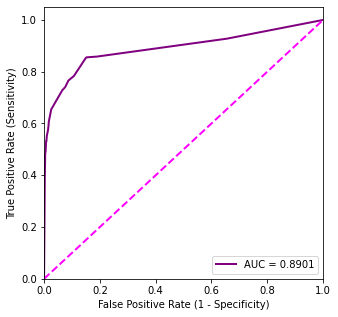 1.0
0.8
0.6
0.4
0.2
0.0
True Positive Rate (Sensitivity)
AUC = 0.8901
0.0 0.2 0.4 0.6 0.8 1.0
False Positive Rate (1 - Specificity)